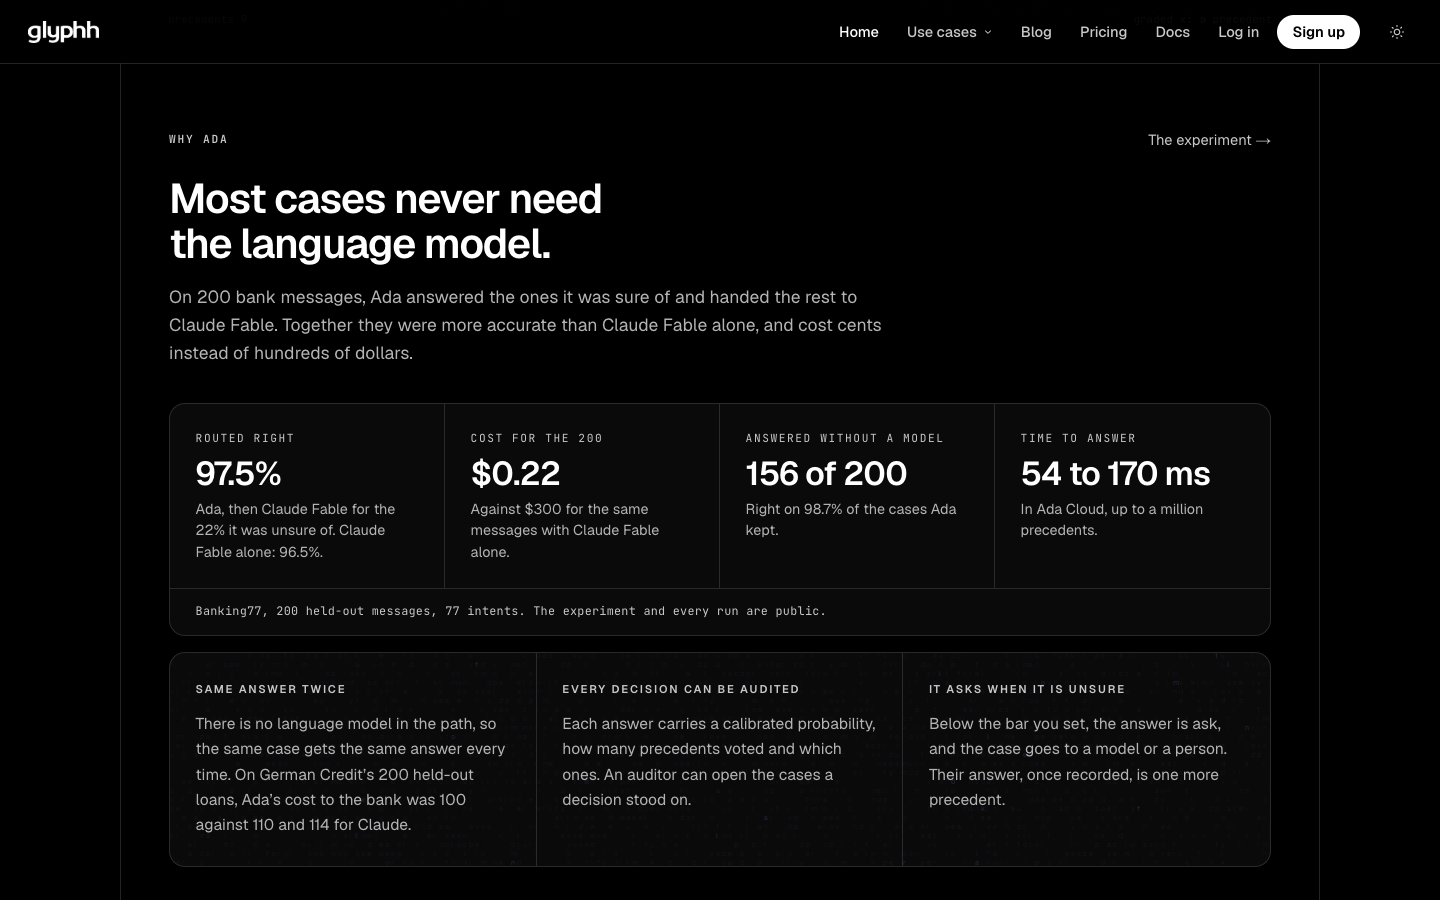 glyphh
Home
Use cases
Blog
Pricing
Docs
Log in
Sign up
WHY ADA
The experiment →
Most cases never need
the language model.
On 200 bank messages, Ada answered the ones it was sure of and handed the rest to
Claude Fable. Together they were more accurate than Claude Fable alone, and cost cents
instead of hundreds of dollars.
ROUTED RIGHT
97.5%
Ada, then Claude Fable for the
22% it was unsure of. Claude
Fable alone: 96.5%.
COST FOR THE 200
$0.22
Against $300 for the same
messages with Claude Fable
alone.
ANSWERED WITHOUT A MODEL
156 of 200
Right on 98.7% of the cases Ada
kept.
TIME TO ANSWER
54 to 170 ms
In Ada Cloud, up to a million
precedents.
Banking77, 200 held-out messages, 77 intents. The experiment and every run are public.
SAME ANSWER TWICE
There is no language model in the path, so
the same case gets the same answer every
time. On German Credit's 200 held-out
loans, Ada's cost to the bank was 100
against 110 and 114 for Claude.
EVERY DECISION CAN BE AUDITED
Each answer carries a calibrated probability,
how many precedents voted and which
ones. An auditor can open the cases a
decision stood on.
IT ASKS WHEN IT IS UNSURE
Below the bar you set, the answer is ask,
and the case goes to a model or a person.
Their answer, once recorded, is one more
precedent.